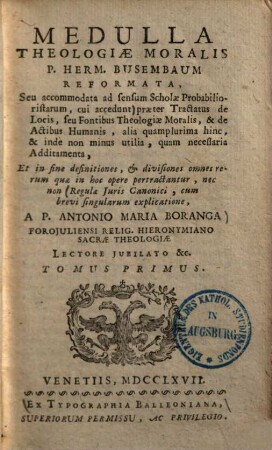 MEDULLA
THEOLOGIÆ MORALIS
P. HERM. BUSEMBAUM
REFORMATA,
Seu accommodata ad sensum Scholæ Probabilio-
ristarum, cui accedunt) præter Tractatus de
Locis, seu Fontibus Theologiæ Moralis, & de
Actibus Humanis, alia quamplurima hinc,
& inde non minus utilia, quam necessaria
Additamenta,
Et in fine definitiones, & divisiones omnes re-
rum quæ in hoc opere pertractantur, nec
non (Regulæ Juris Canonici, cum
brevi singularum explicatione,
A P. ANTONIO MARIA BORANGA)
FOROJULIENSI RELIG. HIERONYMIANO
SACRÆ THEOLOGIÆ
LECTORE JUBILATO &c.
TOMUS PRIMUS.
IN
AUGSBURG
VENETIIS, MDCCLXVII.
EX TYPOGRAPHIA BALLEONIANA,
SUPERIORUM PERMISSU, AC PRIVILEGIO.